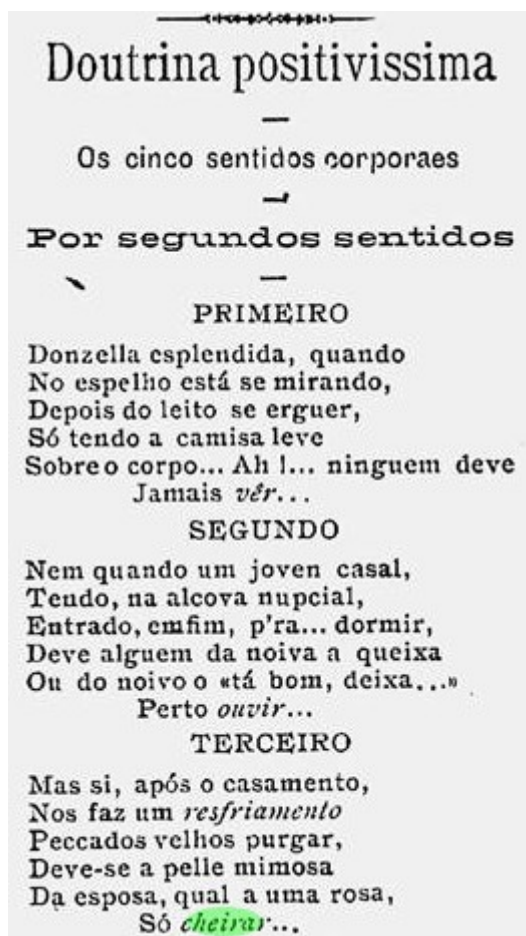 Doutrina positivissima
Os cinco sentidos corporaes
Por segundos sentidos
PRIMEIRO
Donzella esplendida, quando
No espelho está se mirando,
Depois do leito se erguer,
Só tendo a camisa leve
Sobre o corpo... Ah !... ninguem deve
Jamais vêr...
SEGUNDO
Nem quando um joven casal,
Tendo, na alcova nupcial,
Entrado, emfim, p'ra... dormir,
Deve alguem da noiva a queixa
Ou do noivo o «tá bom, deixa...»
Perto ouvir...
TERCEIRO
Mas si, após o casamento,
Nos faz um resfriamento
Peccados velhos purgar,
Deve-se a pelle mimosa
Da esposa, qual a uma rosa,
Só cheirar...